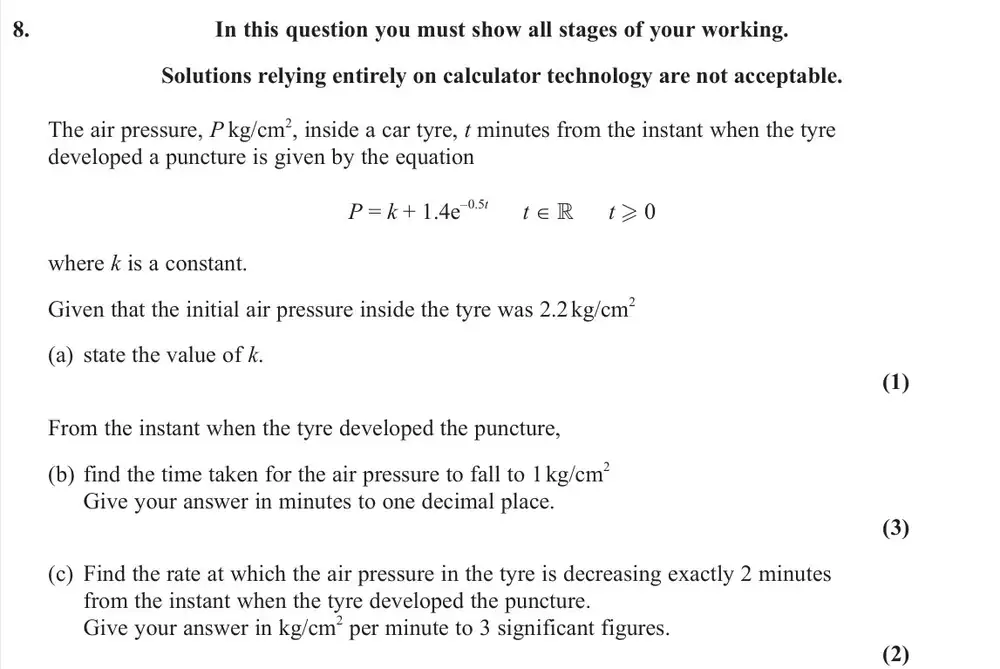 8. In this question you must show all stages of your working.
Solutions relying entirely on calculator technology are not acceptable.
The air pressure, P kg/cm², inside a car tyre, t minutes from the instant when the tyre
developed a puncture is given by the equation
P = k + 1.4e⁻⁰·⁵ᵗ t ∈ ℝ t ⩾ 0
where k is a constant.
Given that the initial air pressure inside the tyre was 2.2 kg/cm²
(a) state the value of k.
(1)
From the instant when the tyre developed the puncture,
(b) find the time taken for the air pressure to fall to 1 kg/cm²
Give your answer in minutes to one decimal place.
(3)
(c) Find the rate at which the air pressure in the tyre is decreasing exactly 2 minutes
from the instant when the tyre developed the puncture.
Give your answer in kg/cm² per minute to 3 significant figures.
(2)